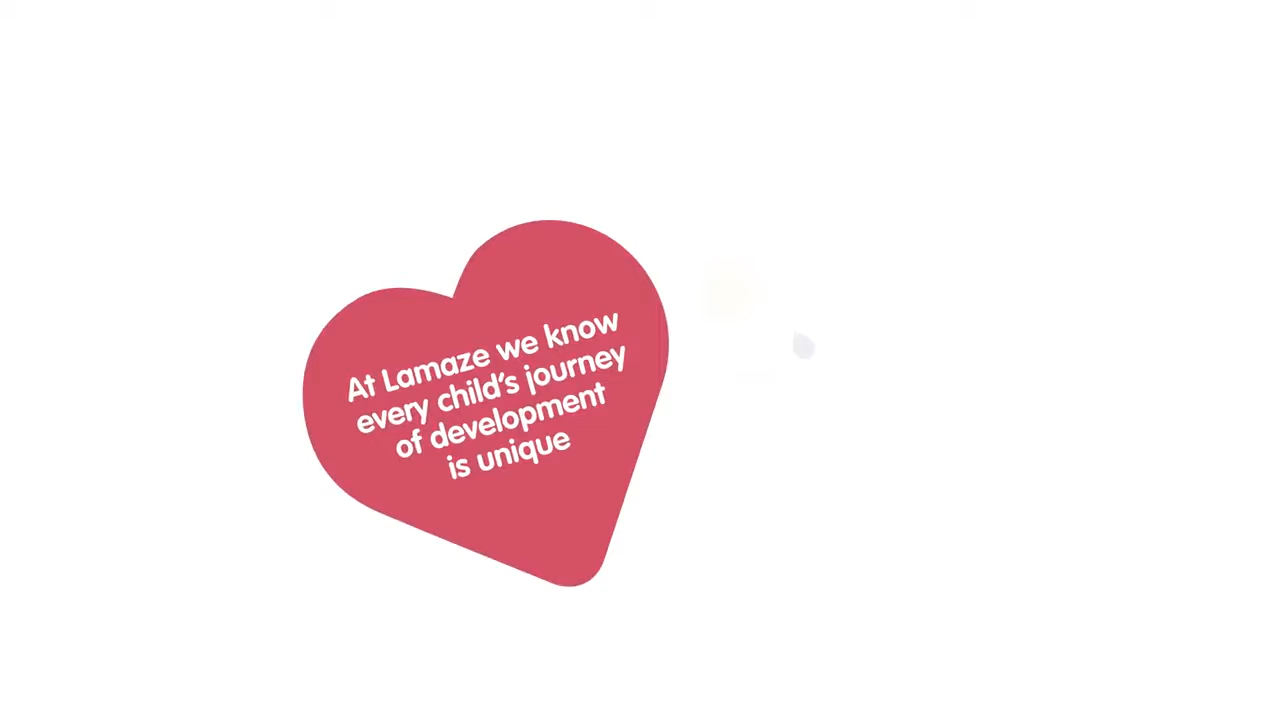 At Lamaze we know
every child's journey
of development
is unique